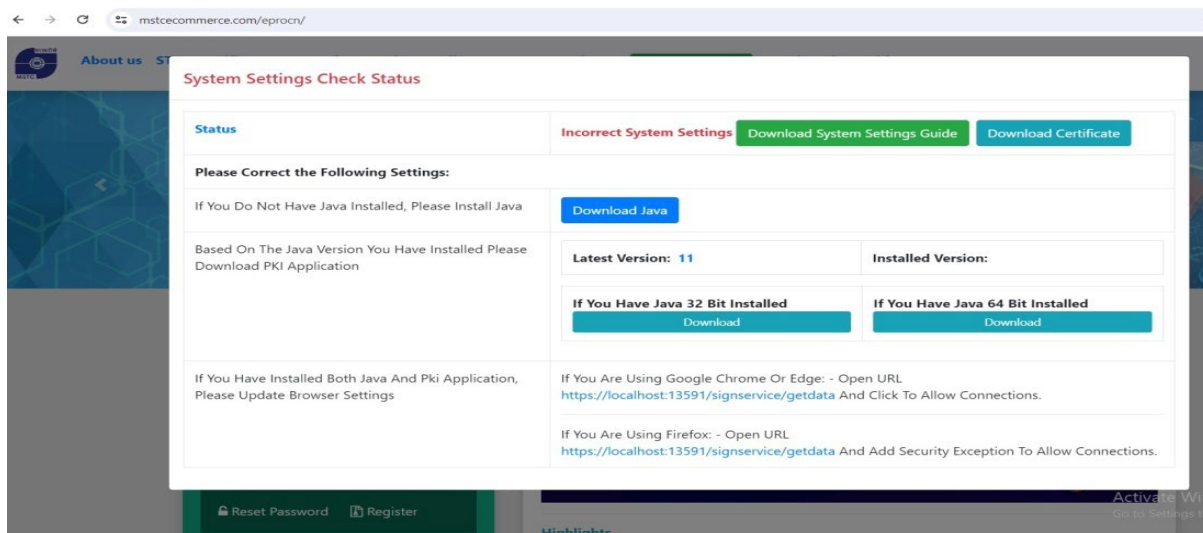 mstcecommerce.com/eprocn/
MSTC
About us
System Settings Check Status
Status
Incorrect System Settings Download System Settings Guide Download Certificate
Please Correct the Following Settings:
If You Do Not Have Java Installed, Please Install Java
Download Java
Based On The Java Version You Have Installed Please
Download PKI Application
Latest Version: 11
Installed Version:
If You Have Java 32 Bit Installed
Download
If You Have Java 64 Bit Installed
Download
If You Have Installed Both Java And Pki Application,
Please Update Browser Settings
If You Are Using Google Chrome Or Edge: - Open URL
https://localhost:13591/signservice/getdata And Click To Allow Connections.
If You Are Using Firefox: - Open URL
https://localhost:13591/signservice/getdata And Add Security Exception To Allow Connections.
Reset Password Register
Highlights
Activate Wi
Go to Settings t